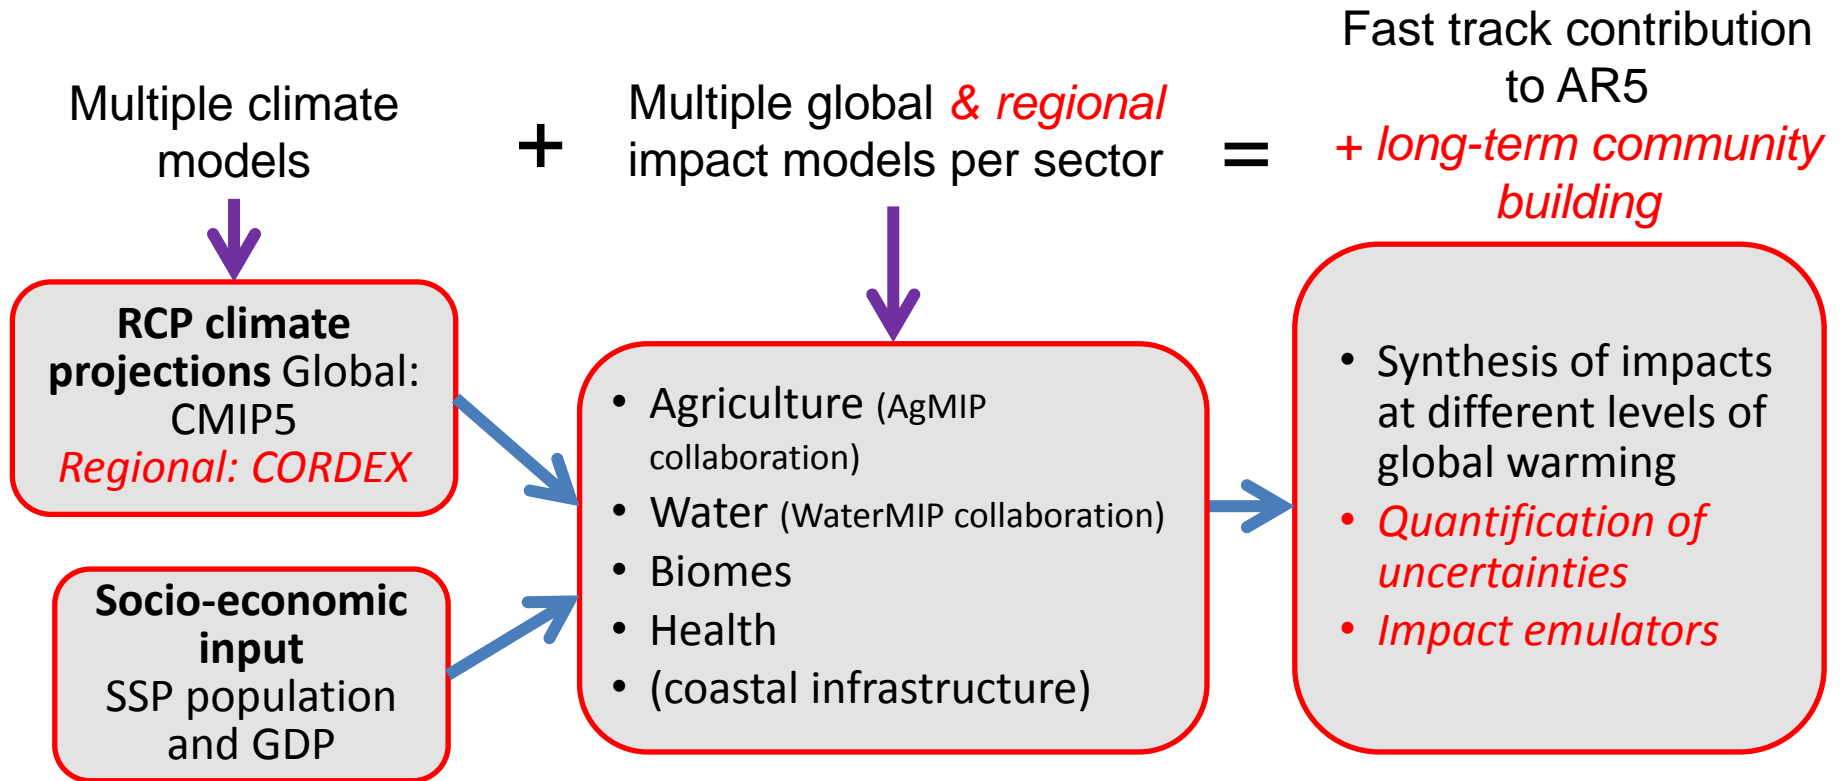 Multiple climate
models
+
Multiple global & regional
impact models per sector
=
Fast track contribution
to AR5
+ long-term community
building
RCP climate
projections Global:
CMIP5
Regional: CORDEX
Socio-economic
input
SSP population
and GDP
• Agriculture (AgMIP
collaboration)
• Water (WaterMIP collaboration)
• Biomes
• Health
• (coastal infrastructure)
• Synthesis of impacts
at different levels of
global warming
• Quantification of
uncertainties
• Impact emulators